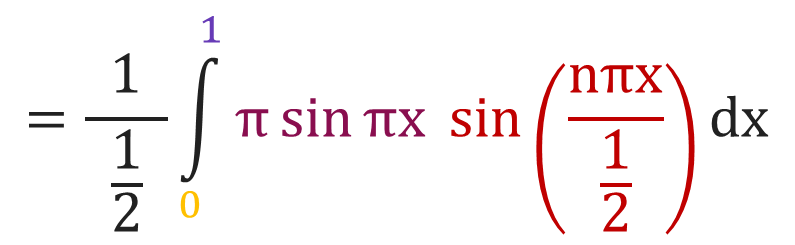 = 1/(1/2) ∫₀¹ π sin πx sin((nπx)/(1/2)) dx